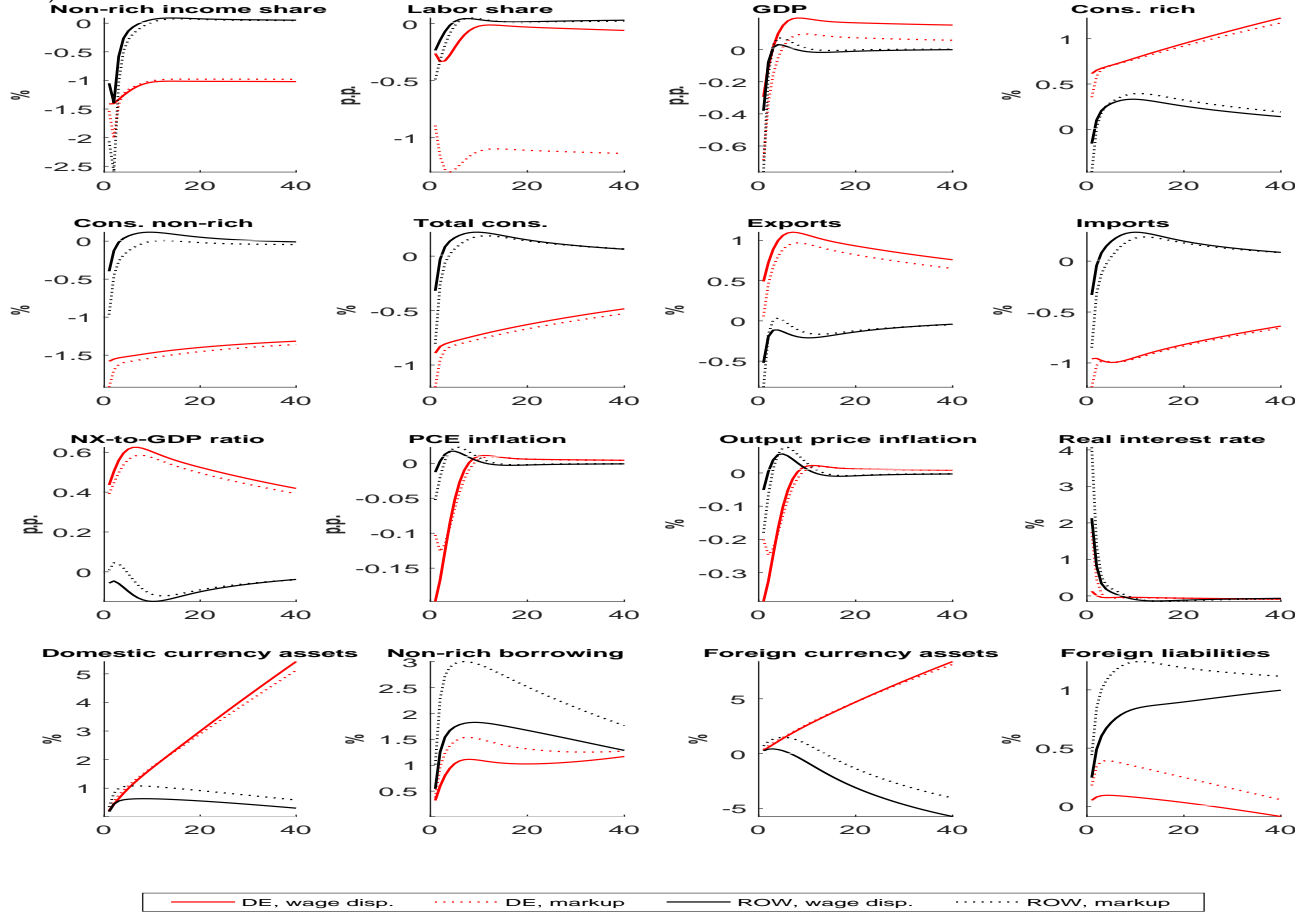 Non-rich income share Labor share GDP Cons. rich
% p.p. p.p. %
0 -0.5 -1 -1.5 -2 -2.5
0 -0.5 -1
0 -0.2 -0.4 -0.6
1 0.5 0
0 20 40 0 20 40 0 20 40 0 20 40
Cons. non-rich Total cons. Exports Imports
% % % %
0 -0.5 -1 -1.5
0 -0.5 -1
1 0.5 0 -0.5
0 -0.5 -1
0 20 40 0 20 40 0 20 40 0 20 40
NX-to-GDP ratio PCE inflation Output price inflation Real interest rate
p.p. p.p. % %
0.6 0.4 0.2 0
0 -0.05 -0.1 -0.15
0 -0.1 -0.2 -0.3
4 3 2 1 0
0 20 40 0 20 40 0 20 40 0 20 40
Domestic currency assets Non-rich borrowing Foreign currency assets Foreign liabilities
% % % %
5 4 3 2 1
3 2.5 2 1.5 1 0.5
5 0 -5
1 0.5 0
0 20 40 0 20 40 0 20 40 0 20 40
DE, wage disp. DE, markup ROW, wage disp. ROW, markup